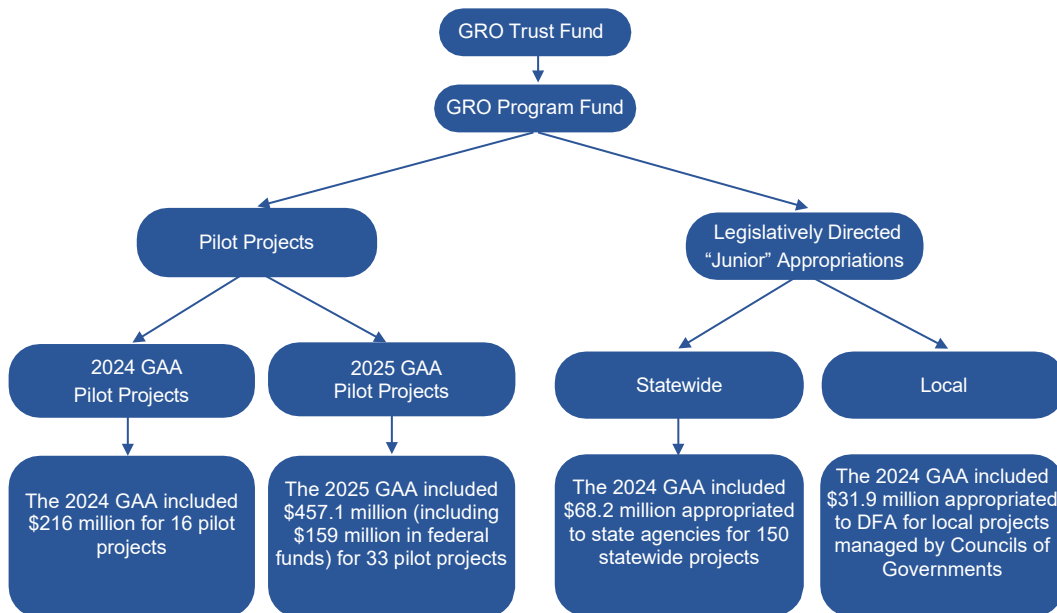 GRO Trust Fund
GRO Program Fund
Pilot Projects
Legislatively Directed
“Junior” Appropriations
2024 GAA
Pilot Projects
2025 GAA
Pilot Projects
Statewide
Local
The 2024 GAA included
$216 million for 16 pilot
projects
The 2025 GAA included
$457.1 million (including
$159 million in federal
funds) for 33 pilot projects
The 2024 GAA included
$68.2 million appropriated
to state agencies for 150
statewide projects
The 2024 GAA included
$31.9 million appropriated
to DFA for local projects
managed by Councils of
Governments